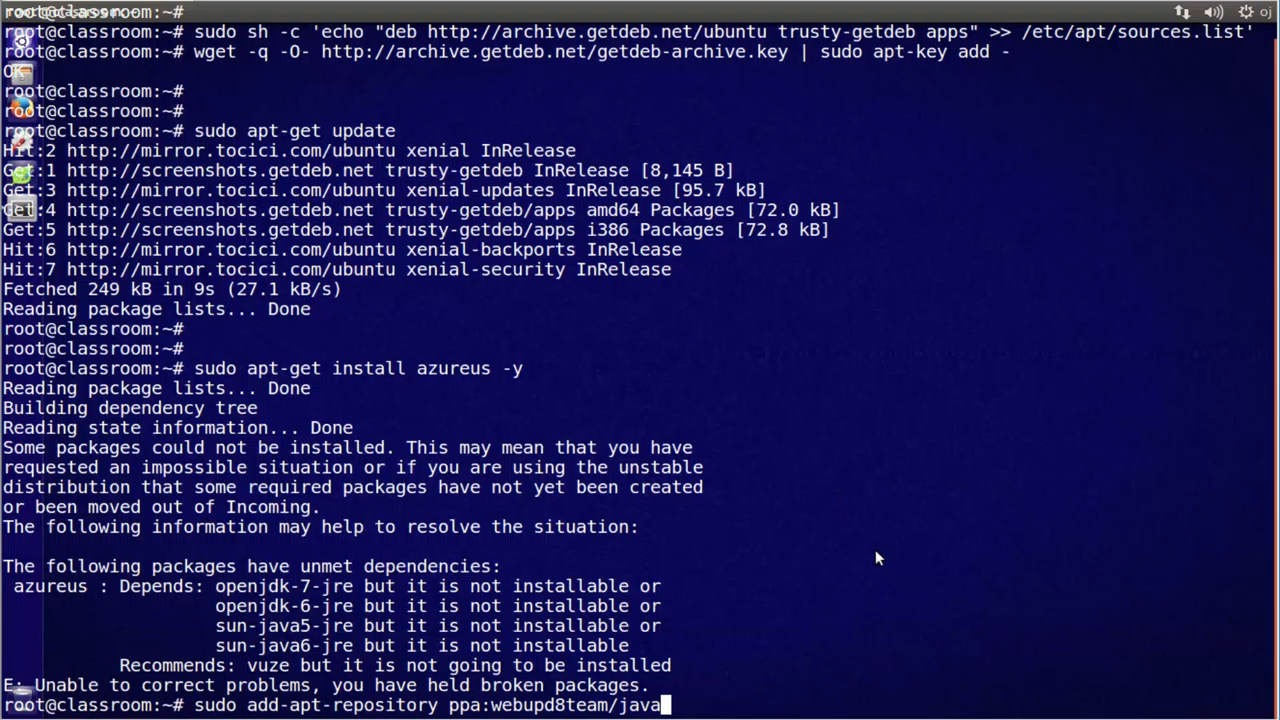 root@classroom:~#
oj
root@classroom:~# sudo sh -c 'echo "deb http://archive.getdeb.net/ubuntu trusty-getdeb apps" >> /etc/apt/sources.list'
root@classroom:~# wget -q -O- http://archive.getdeb.net/getdeb-archive.key | sudo apt-key add -
OK
root@classroom:~#
root@classroom:~#
root@classroom:~# sudo apt-get update
Hit:2 http://mirror.tocici.com/ubuntu xenial InRelease
Get:1 http://screenshots.getdeb.net trusty-getdeb InRelease [8,145 B]
Get:3 http://mirror.tocici.com/ubuntu xenial-updates InRelease [95.7 kB]
Get:4 http://screenshots.getdeb.net trusty-getdeb/apps amd64 Packages [72.0 kB]
Get:5 http://screenshots.getdeb.net trusty-getdeb/apps i386 Packages [72.8 kB]
Hit:6 http://mirror.tocici.com/ubuntu xenial-backports InRelease
Hit:7 http://mirror.tocici.com/ubuntu xenial-security InRelease
Fetched 249 kB in 9s (27.1 kB/s)
Reading package lists... Done
root@classroom:~#
root@classroom:~#
root@classroom:~# sudo apt-get install azureus -y
Reading package lists... Done
Building dependency tree
Reading state information... Done
Some packages could not be installed. This may mean that you have
requested an impossible situation or if you are using the unstable
distribution that some required packages have not yet been created
or been moved out of Incoming.
The following information may help to resolve the situation:
The following packages have unmet dependencies:
azureus : Depends: openjdk-7-jre but it is not installable or
openjdk-6-jre but it is not installable or
sun-java5-jre but it is not installable or
sun-java6-jre but it is not installable
Recommends: vuze but it is not going to be installed
E: Unable to correct problems, you have held broken packages.
root@classroom:~# sudo add-apt-repository ppa:webupd8team/java